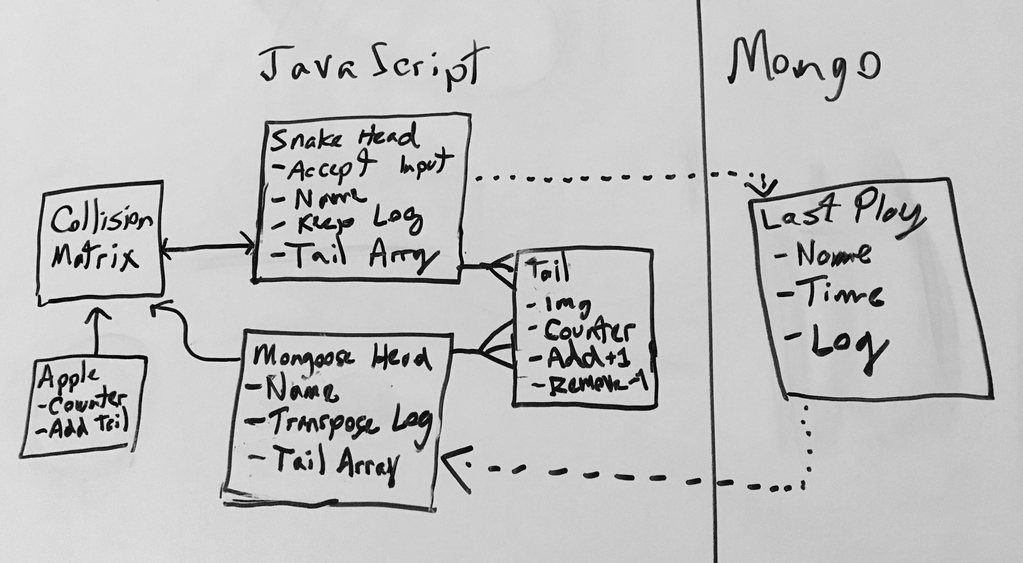 JavaScript
Mongo
Snake Head
- Accept Input
- Name
- Keep Log
- Tail Array
Collision
Matrix
Last Play
- Name
- Time
- Log
Tail
- Img
- Counter
- Add+1
- Remove-1
Mongoose Head
- Name
- Transpose Log
- Tail Array
Apple
- Counter
- Add Tail